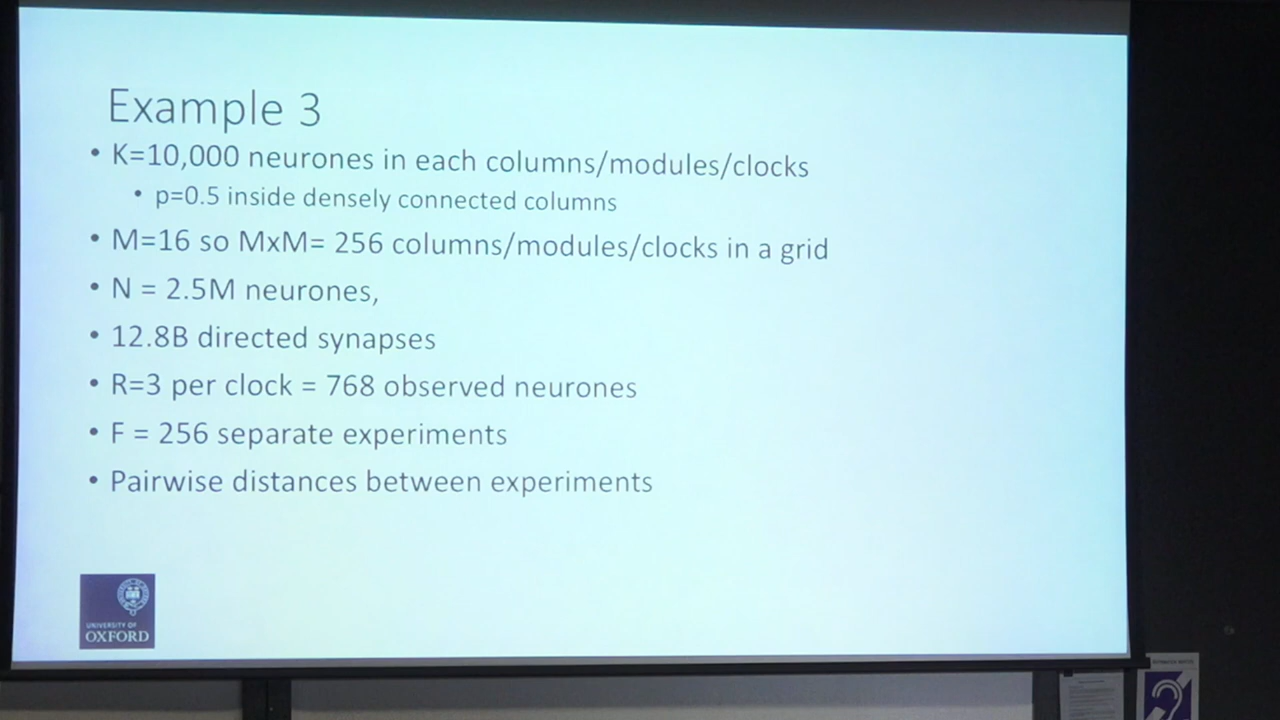 Example 3
• K=10,000 neurones in each columns/modules/clocks
• p=0.5 inside densely connected columns
• M=16 so MxM= 256 columns/modules/clocks in a grid
• N = 2.5M neurones,
• 12.8B directed synapses
• R=3 per clock = 768 observed neurones
• F = 256 separate experiments
• Pairwise distances between experiments
UNIVERSITY OF
OXFORD